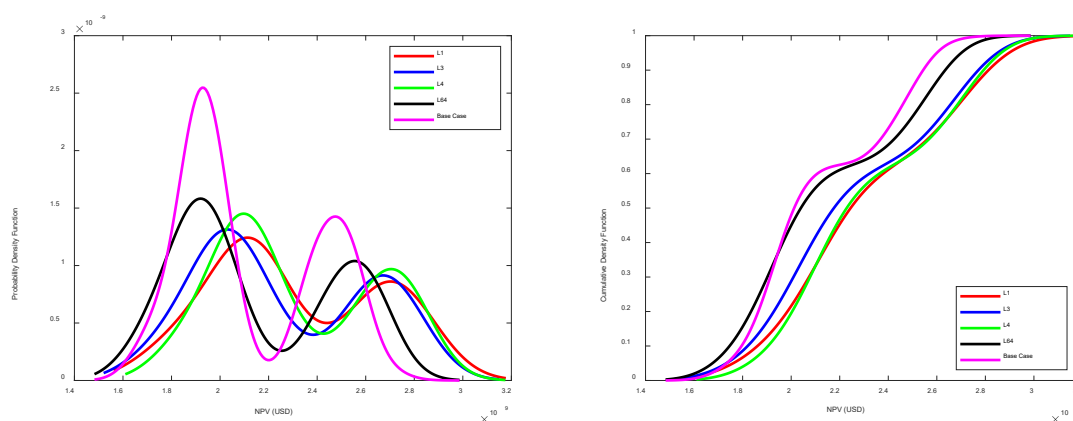 × 10 -9
3
2.5
2
1.5
1
0.5
0
Probability Density Function
1.4 1.6 1.8 2 2.2 2.4 2.6 2.8 3 3.2
NPV (USD)
× 10 9
L1
L3
L4
L64
Base Case
1
0.9
0.8
0.7
0.6
0.5
0.4
0.3
0.2
0.1
0
Cumulative Density Function
1.4 1.6 1.8 2 2.2 2.4 2.6 2.8 3
NPV (USD)
× 10
L1
L3
L4
L64
Base Case